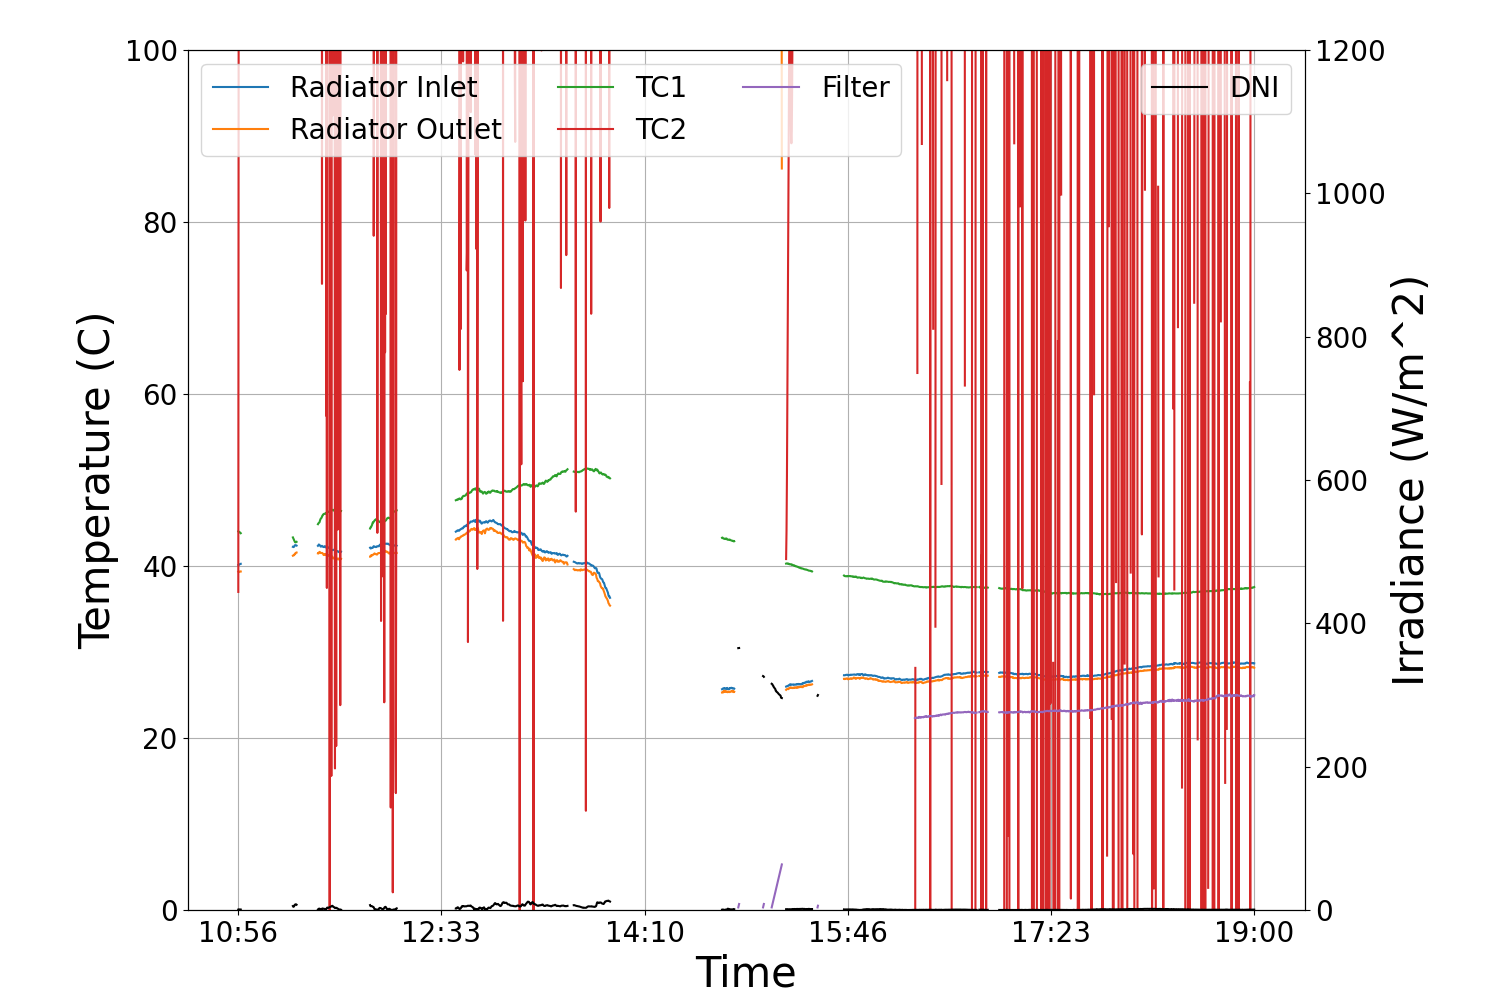 100
80
60
40
20
0
Temperature (C)
Radiator Inlet
Radiator Outlet
TC1
TC2
Filter
DNI
1200
1000
800
600
400
200
0
Irradiance (W/m^2)
10:56
12:33
14:10
15:46
17:23
19:00
Time